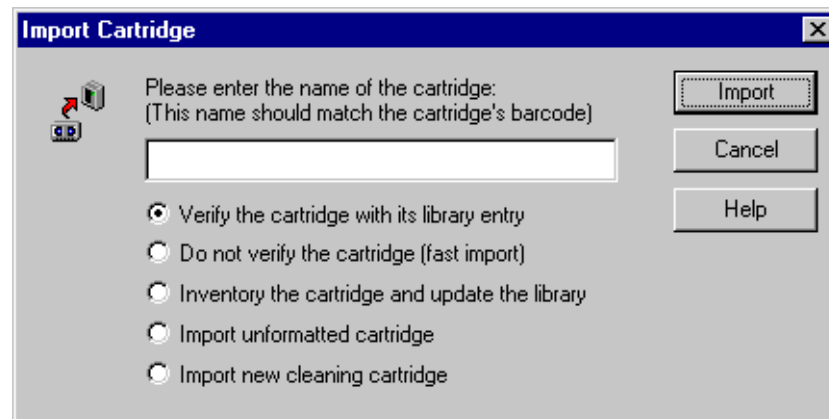 Import Cartridge
Please enter the name of the cartridge:
(This name should match the cartridge's barcode)
Import
Cancel
Help
Verify the cartridge with its library entry
Do not verify the cartridge (fast import)
Inventory the cartridge and update the library
Import unformatted cartridge
Import new cleaning cartridge